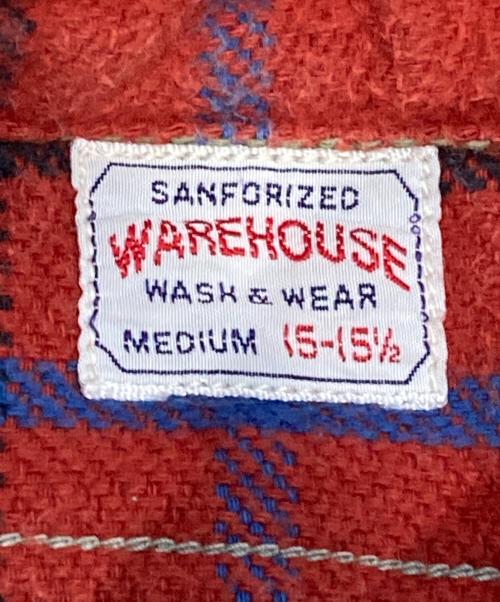 SANFORIZED
WAREHOUSE
WASH & WEAR
MEDIUM 15-15½